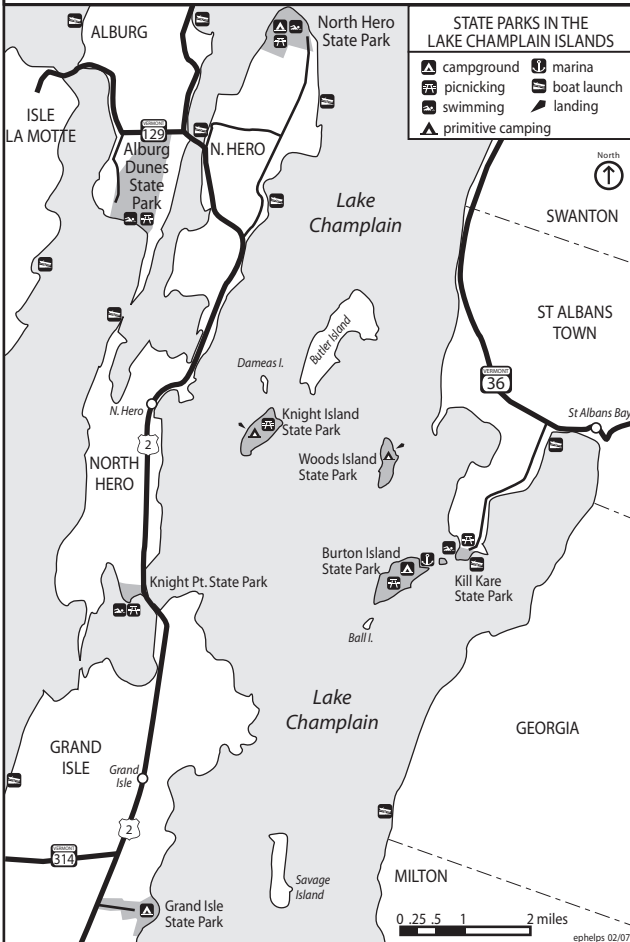 STATE PARKS IN THE
LAKE CHAMPLAIN ISLANDS
campground
marina
picnicking
boat launch
swimming
landing
primitive camping
North
ALBURG
North Hero
State Park
ISLE
LA MOTTE
VERMONT
129
Alburg
Dunes
State
Park
N. HERO
Lake
Champlain
SWANTON
ST ALBANS
TOWN
Butler Island
Dameas I.
VERMONT
36
N. Hero
Knight Island
State Park
St Albans Bay
2
Woods Island
State Park
NORTH
HERO
Burton Island
State Park
Kill Kare
State Park
Knight Pt. State Park
Ball I.
Lake
Champlain
GEORGIA
GRAND
ISLE
Grand
Isle
2
VERMONT
314
MILTON
Savage
Island
Grand Isle
State Park
0 .25 .5 1 2 miles
ephelps 02/07